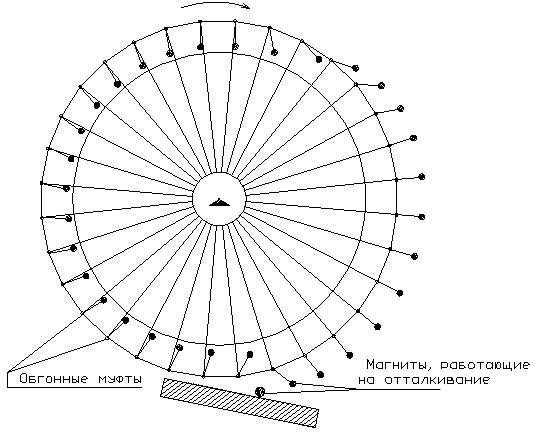 Обгонные муфты
Магниты, работающие
на отталкивание